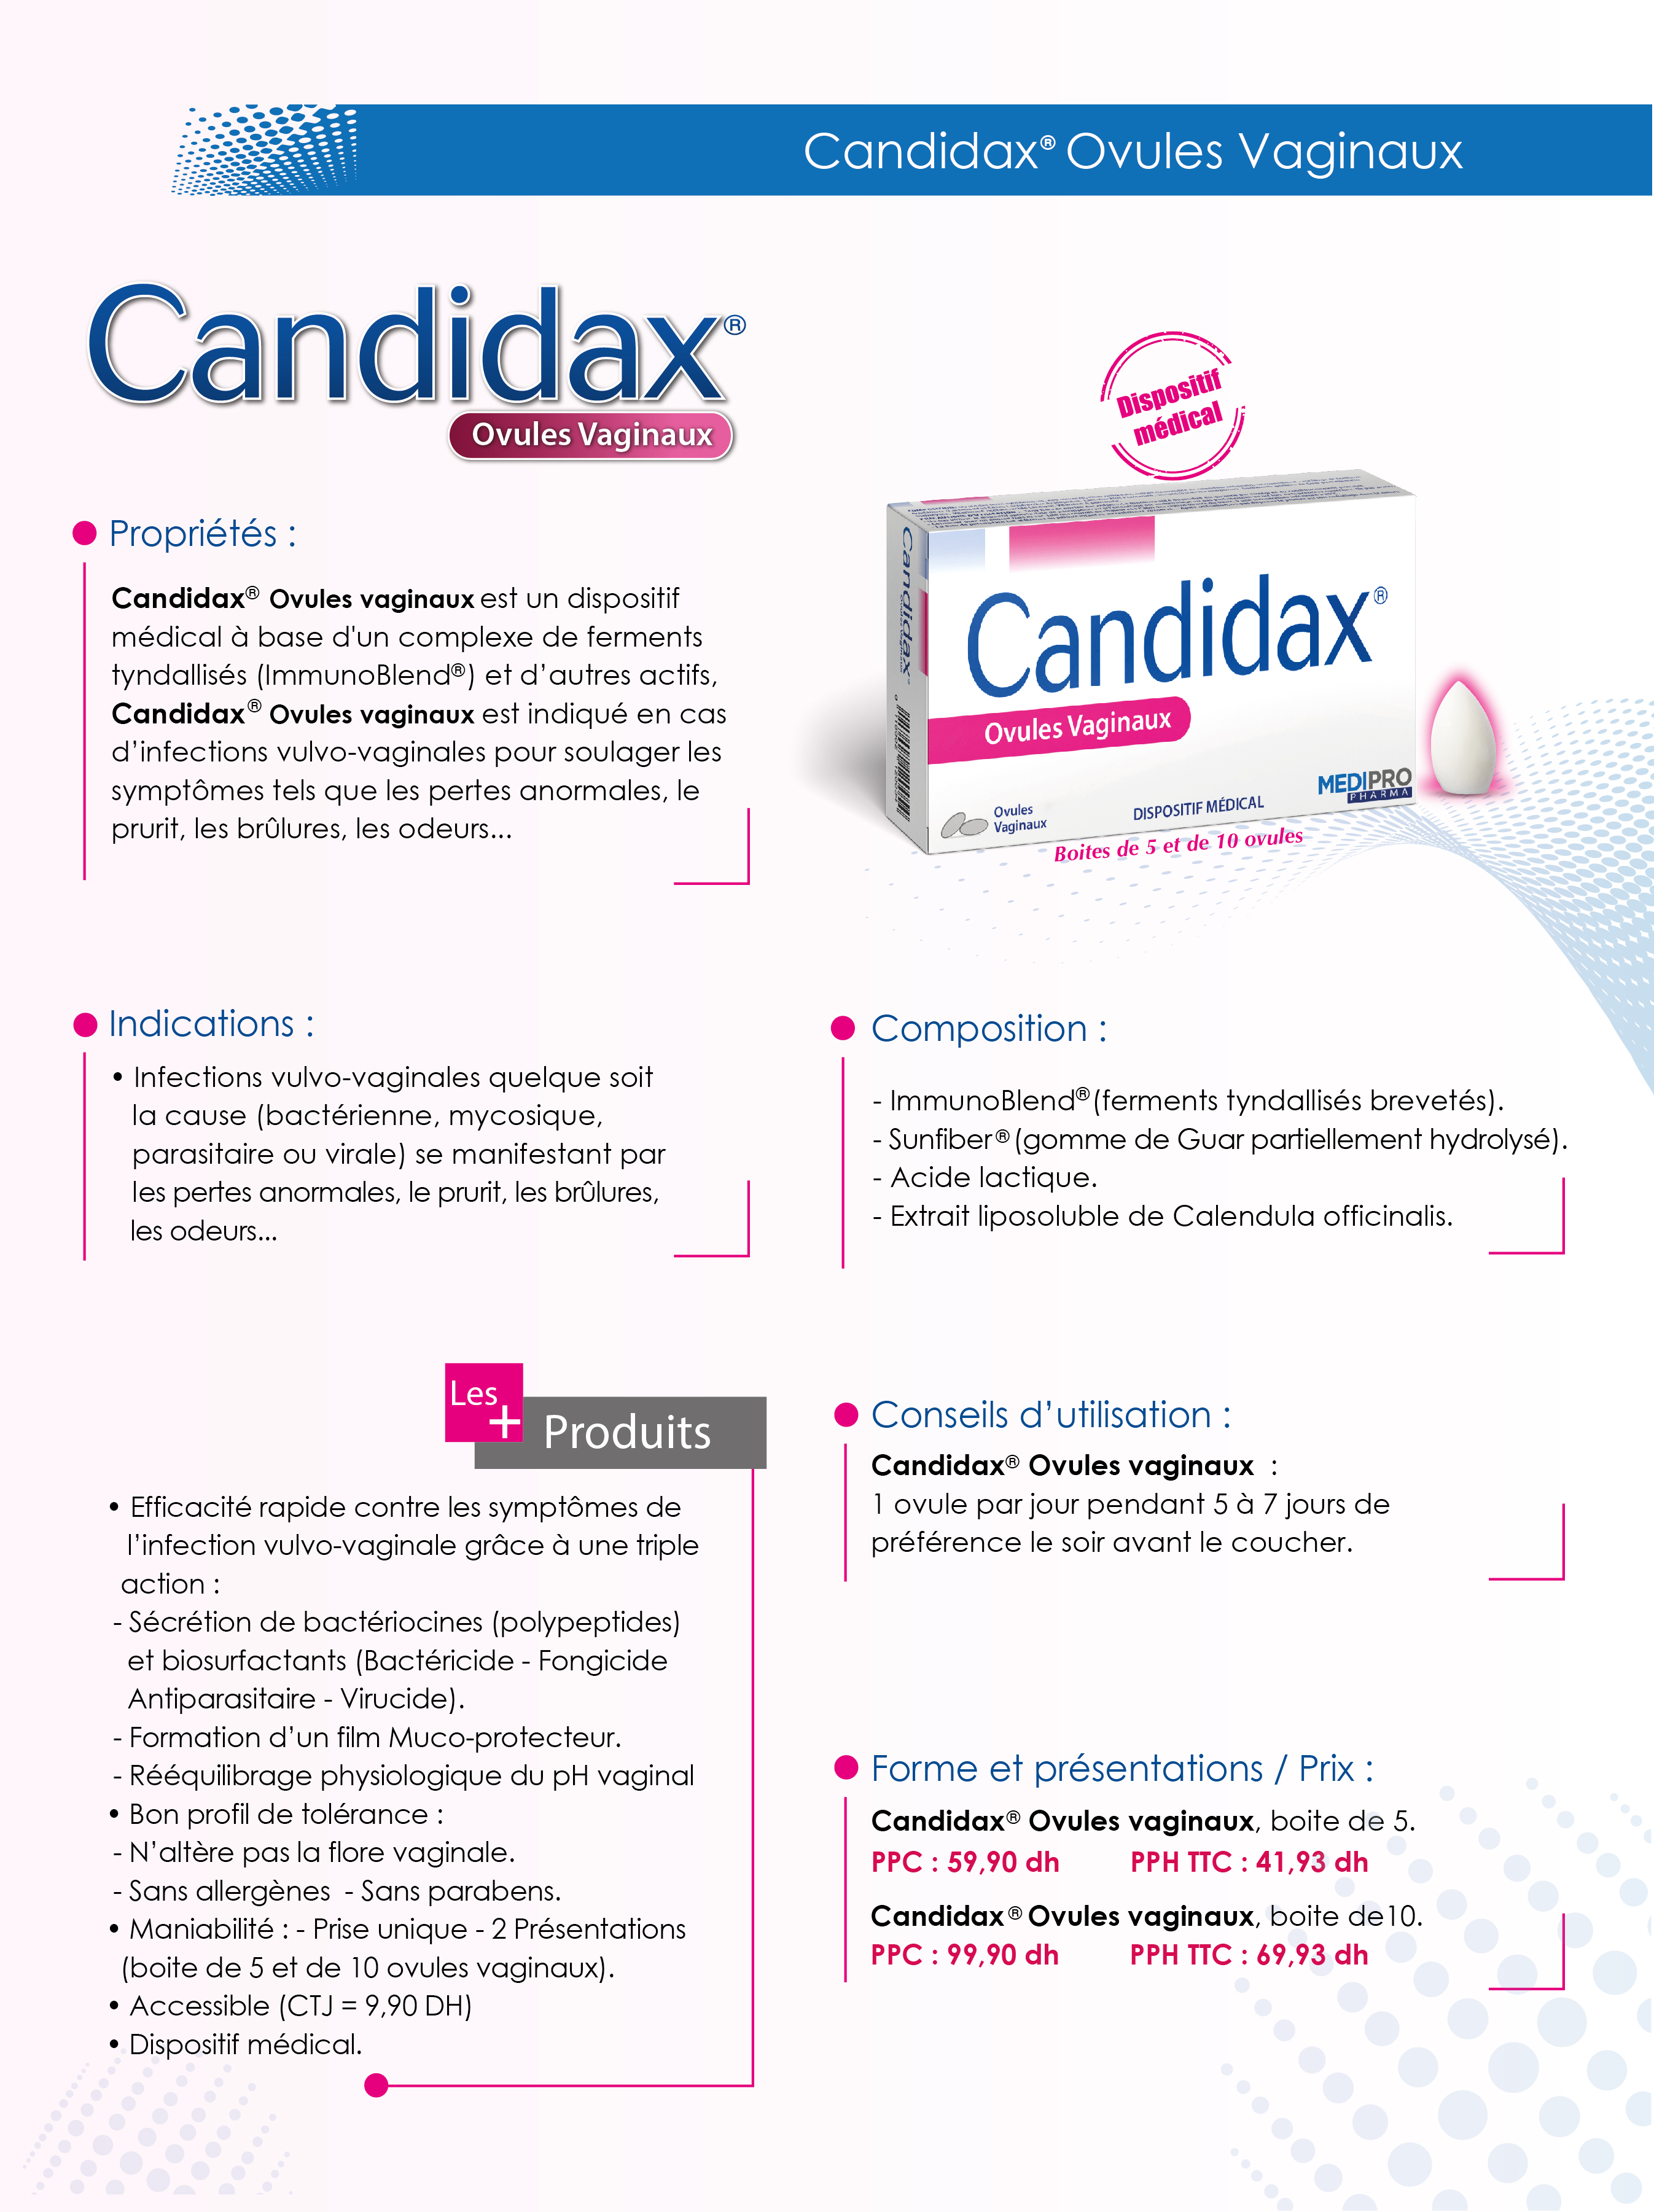 Candidax® Ovules Vaginaux
Candidax®
Ovules Vaginaux
Dispositif
médical
Candidax®
Candidax®
Ovules Vaginaux
Ovules
Vaginaux
DISPOSITIF MÉDICAL
MEDIPRO
PHARMA
Boites de 5 et de 10 ovules
Propriétés :
Candidax® Ovules vaginaux est un dispositif
médical à base d'un complexe de ferments
tyndallisés (ImmunoBlend®) et d’autres actifs,
Candidax® Ovules vaginaux est indiqué en cas
d’infections vulvo-vaginales pour soulager les
symptômes tels que les pertes anormales, le
prurit, les brûlures, les odeurs...
Indications :
• Infections vulvo-vaginales quelque soit
la cause (bactérienne, mycosique,
parasitaire ou virale) se manifestant par
les pertes anormales, le prurit, les brûlures,
les odeurs...
Composition :
- ImmunoBlend® (ferments tyndallisés brevetés).
- Sunfiber® (gomme de Guar partiellement hydrolysé).
- Acide lactique.
- Extrait liposoluble de Calendula officinalis.
Les +
Produits
• Efficacité rapide contre les symptômes de
l’infection vulvo-vaginale grâce à une triple
action :
- Sécrétion de bactériocines (polypeptides)
et biosurfactants (Bactéricide - Fongicide
Antiparasitaire - Virucide).
- Formation d’un film Muco-protecteur.
- Rééquilibrage physiologique du pH vaginal
• Bon profil de tolérance :
- N’altère pas la flore vaginale.
- Sans allergènes - Sans parabens.
• Maniabilité : - Prise unique - 2 Présentations
(boite de 5 et de 10 ovules vaginaux).
• Accessible (CTJ = 9,90 DH)
• Dispositif médical.
Conseils d’utilisation :
Candidax® Ovules vaginaux :
1 ovule par jour pendant 5 à 7 jours de
préférence le soir avant le coucher.
Forme et présentations / Prix :
Candidax® Ovules vaginaux, boite de 5.
PPC : 59,90 dh PPH TTC : 41,93 dh
Candidax® Ovules vaginaux, boite de10.
PPC : 99,90 dh PPH TTC : 69,93 dh